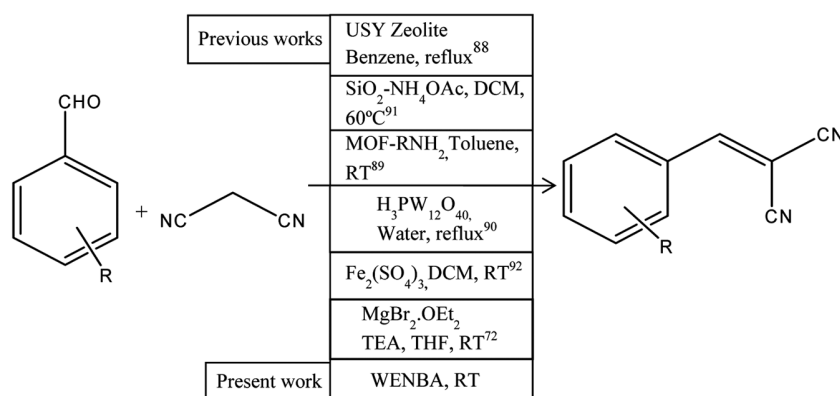 Previous works
USY Zeolite
Benzene, reflux88
SiO2-NH4OAc, DCM,
60ºC91
MOF-RNH2,Toluene,
RT89
H3PW12O40,
Water, reflux90
Fe2(SO4)3,DCM, RT92
MgBr2.OEt2
TEA, THF, RT72
Present work
WENBA, RT
CHO
R
+
NC
CN
CN
CN
R